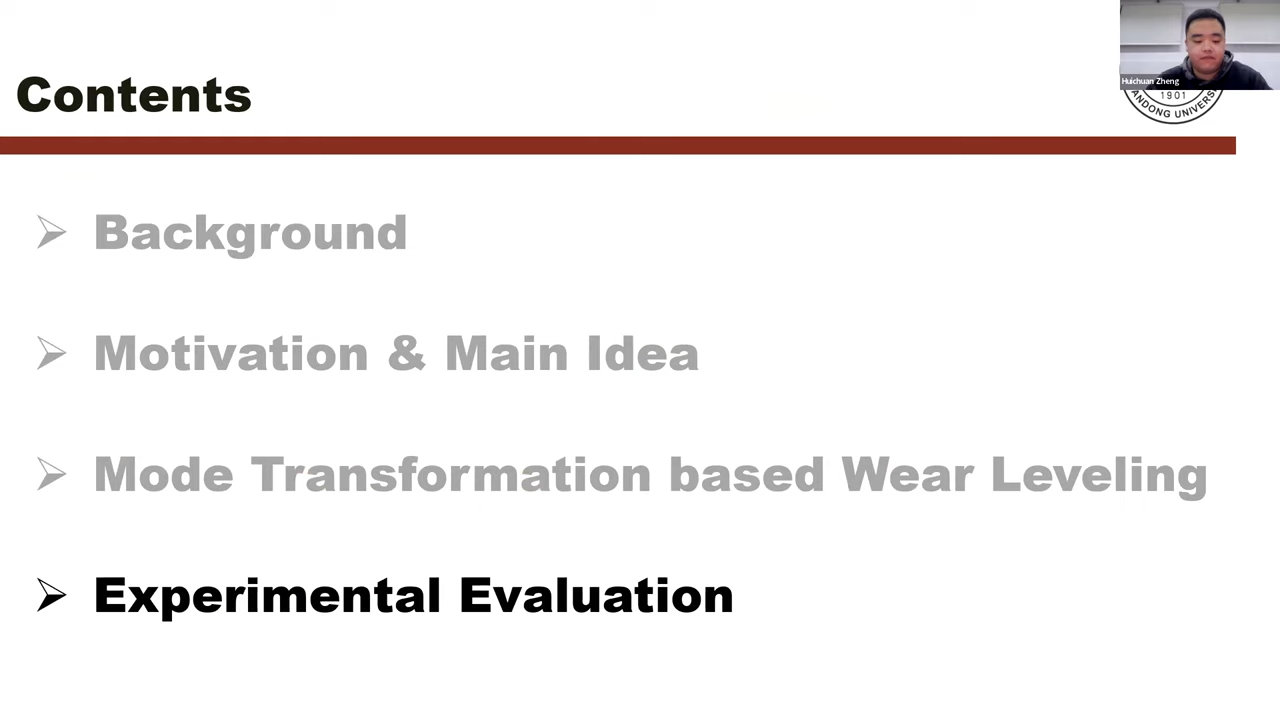 Contents
Huichuan Zheng
1901
ANDONG UNIVERS
Background
Motivation & Main Idea
Mode Transformation based Wear Leveling
Experimental Evaluation